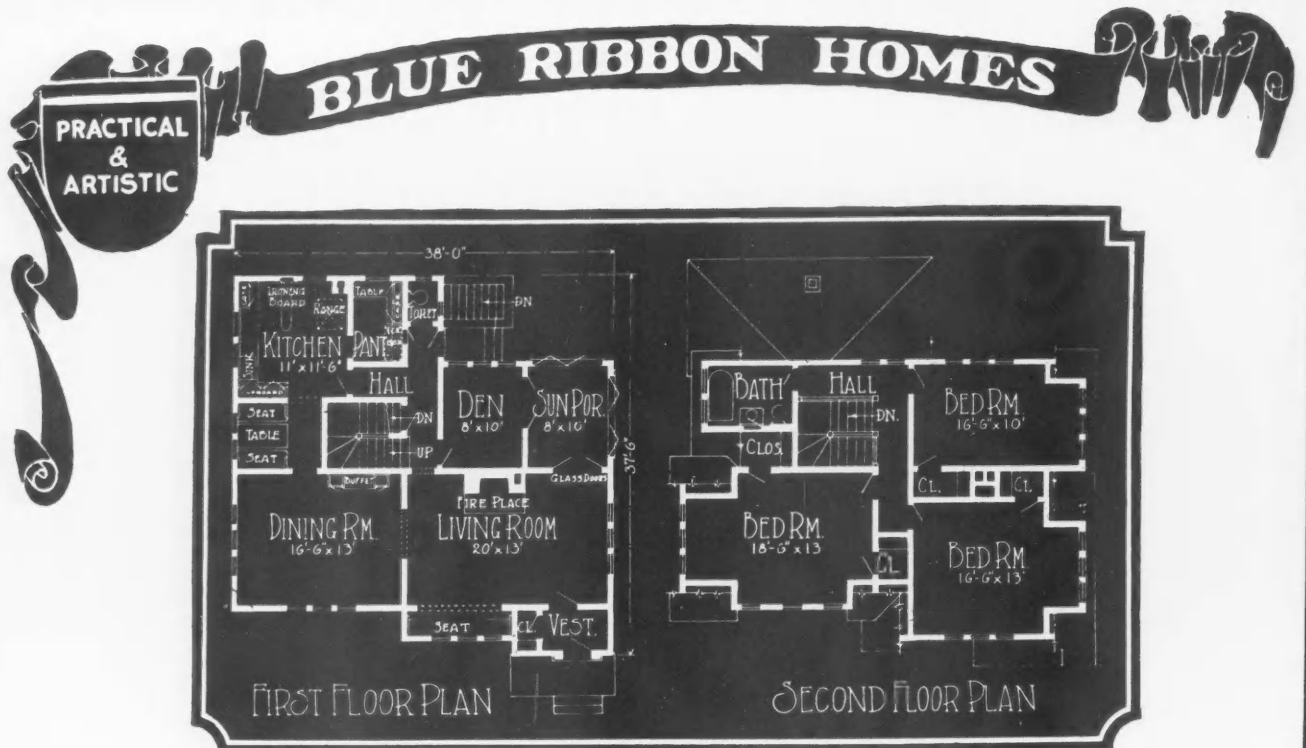 BLUE RIBBON HOMES
PRACTICAL
&
ARTISTIC
38'-0"
IRONING
BOARD
RANGE
TABLE
TOILET
DN
KITCHEN
11'x11'-6"
PANT.
SINK
HALL
SEAT
TABLE
SEAT
DN
UP
DEN
8'x10'
SUN POR.
8'x10'
37'-6"
BUFFET
GLASS DOORS
FIRE PLACE
DINING RM.
16'-6"x13'
LIVING ROOM
20'x13'
SEAT
CL.
VEST.
FIRST FLOOR PLAN
BATH
HALL
DN.
CLOS.
BED RM.
16'-6"x10'
CL.
CL.
BED RM.
18'-6"x13
CL
BED RM.
16'-6"x13'
SECOND FLOOR PLAN